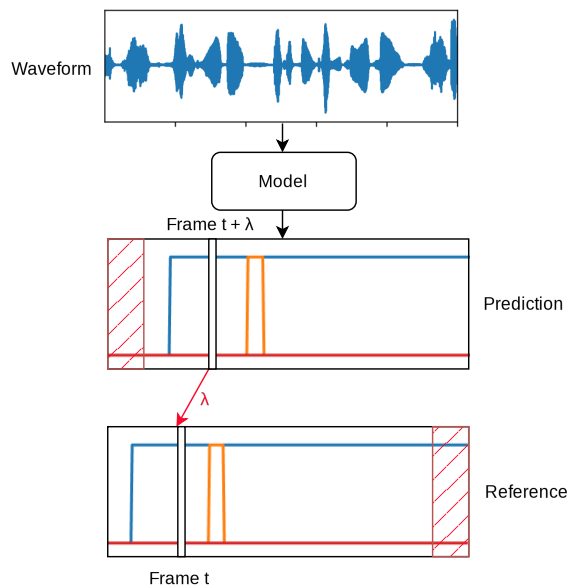 Waveform
Model
Frame t + λ
Prediction
λ
Reference
Frame t